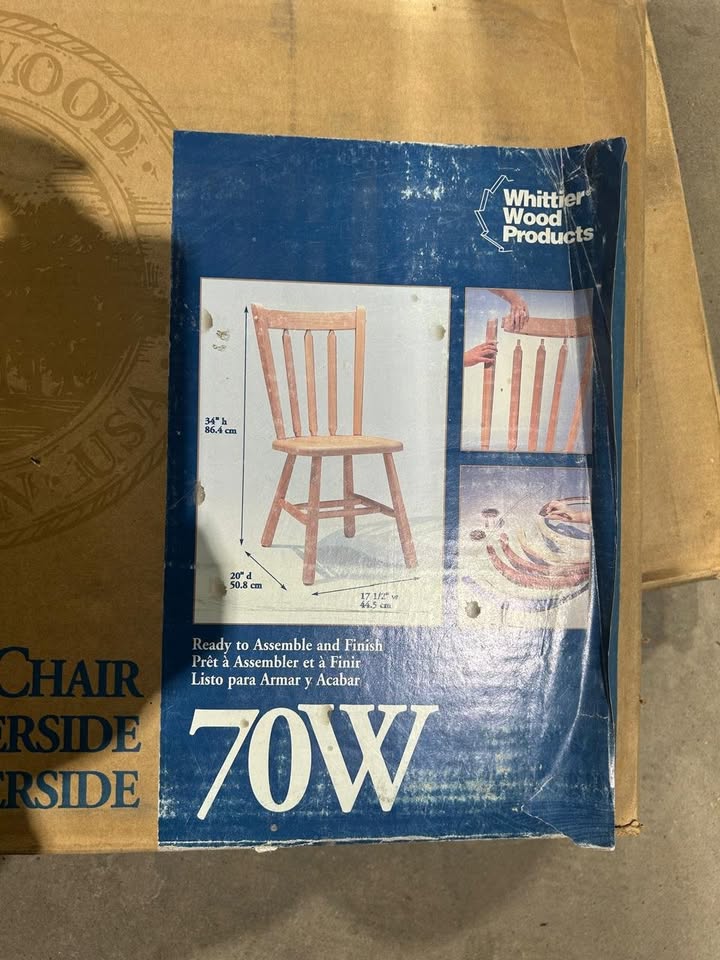 WOOD
N, USA
CHAIR
ERSIDE
ERSIDE
Whittier®
Wood
Products
34" h
86.4 cm
20" d
50.8 cm
17 1/2" w
44.5 cm
Ready to Assemble and Finish
Prêt à Assembler et à Finir
Listo para Armar y Acabar
70W